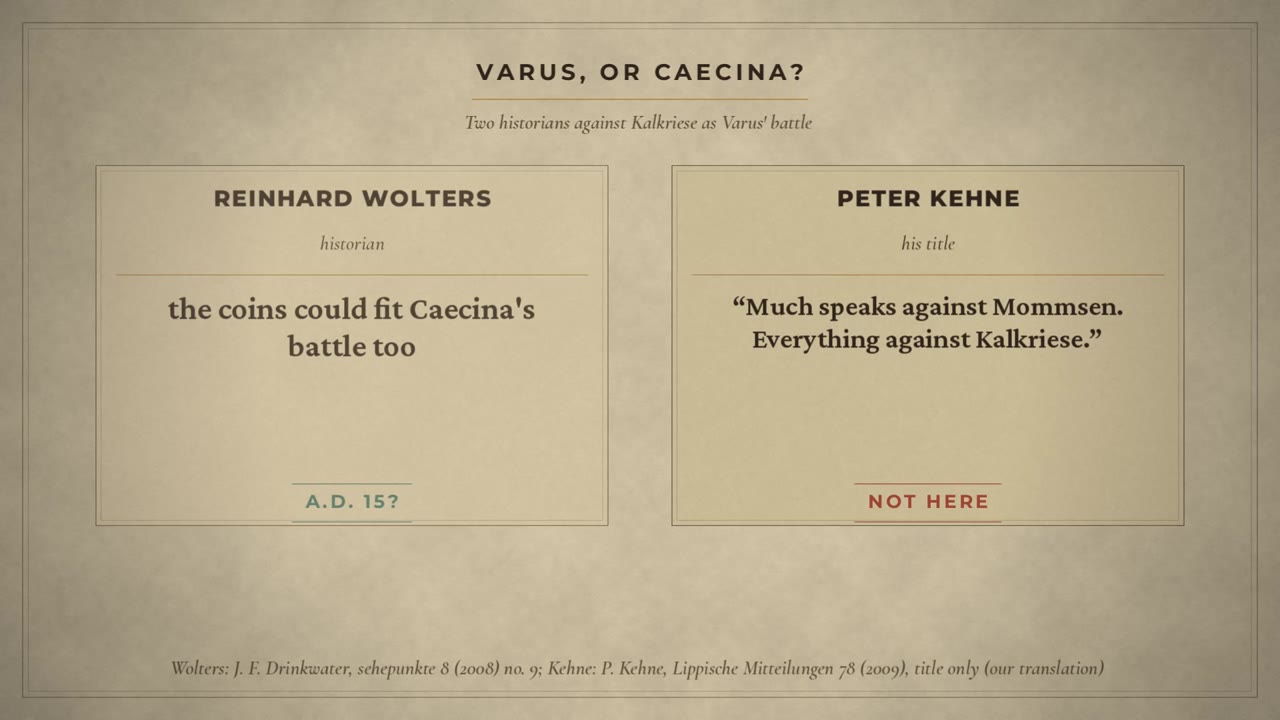 VARUS, OR CAECINA?
Two historians against Kalkriese as Varus' battle
REINHARD WOLTERS
historian
the coins could fit Caecina's
battle too
A.D. 15?
PETER KEHNE
his title
“Much speaks against Mommsen.
Everything against Kalkriese.”
NOT HERE
Wolters: J. F. Drinkwater, sehepunkte 8 (2008) no. 9; Kehne: P. Kehne, Lippische Mitteilungen 78 (2009), title only (our translation)